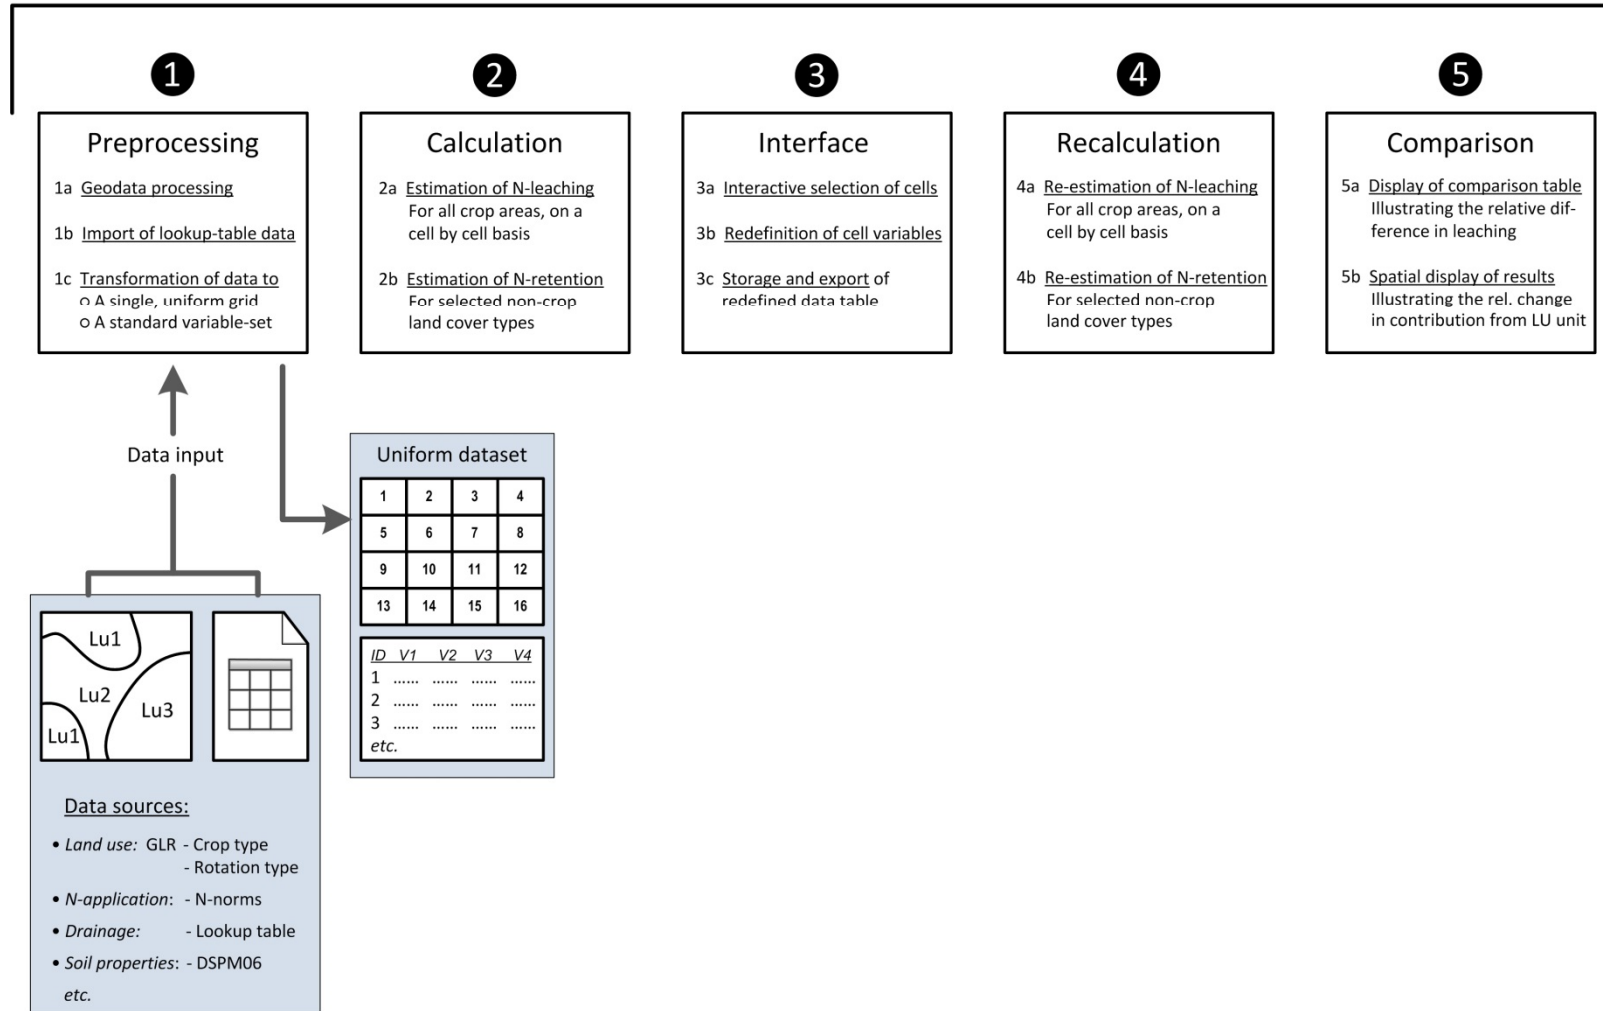 1
2
3
4
5
Preprocessing
1a Geodata processing
1b Import of lookup-table data
1c Transformation of data to
○ A single, uniform grid
○ A standard variable-set
Calculation
2a Estimation of N-leaching
For all crop areas, on a
cell by cell basis
2b Estimation of N-retention
For selected non-crop
land cover types
Interface
3a Interactive selection of cells
3b Redefinition of cell variables
3c Storage and export of
redefined data table
Recalculation
4a Re-estimation of N-leaching
For all crop areas, on a
cell by cell basis
4b Re-estimation of N-retention
For selected non-crop
land cover types
Comparison
5a Display of comparison table
Illustrating the relative dif-
ference in leaching
5b Spatial display of results
Illustrating the rel. change
in contribution from LU unit
Data input
Uniform dataset
1 2 3 4
5 6 7 8
9 10 11 12
13 14 15 16
ID V1 V2 V3 V4
1 ...... ...... ...... ......
2 ...... ...... ...... ......
3 ...... ...... ...... ......
etc.
Lu1
Lu2
Lu3
Lu1
Data sources:
• Land use: GLR - Crop type
- Rotation type
• N-application: - N-norms
• Drainage: - Lookup table
• Soil properties: - DSPM06
etc.